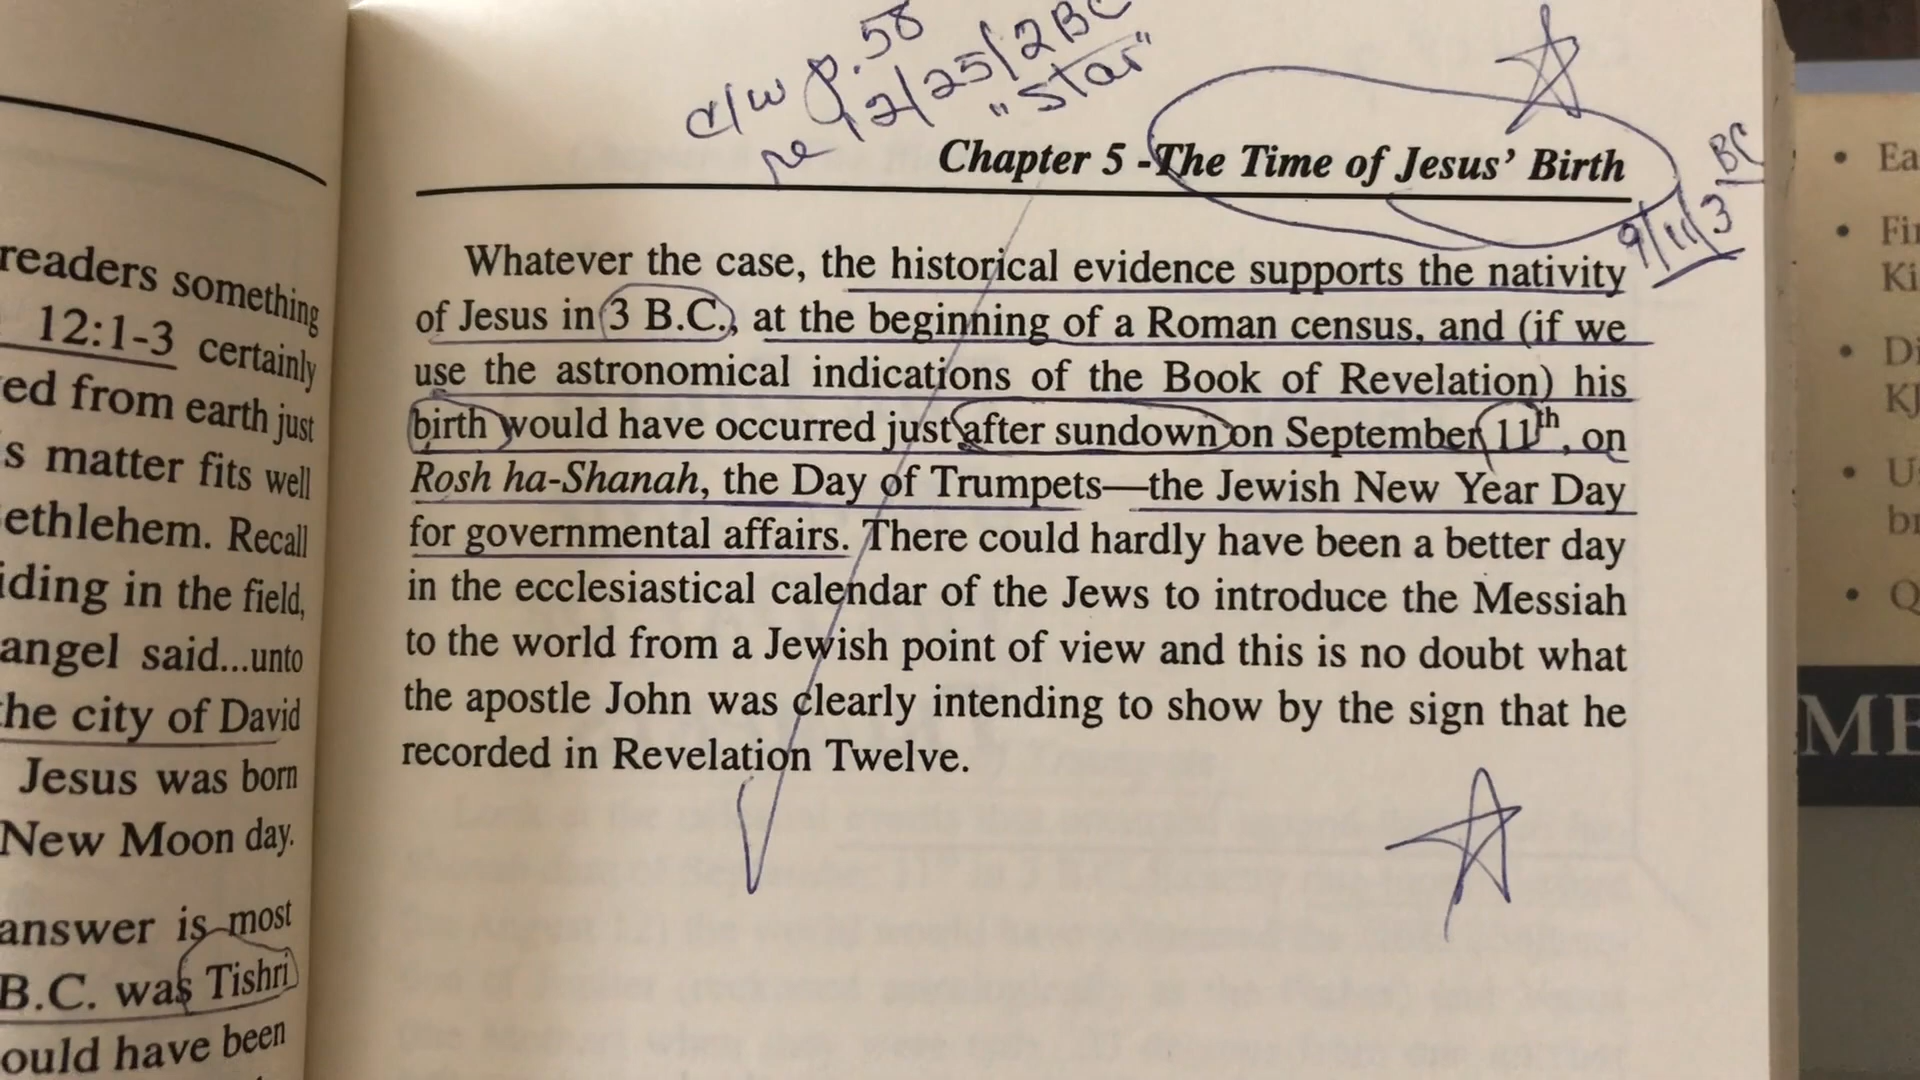 readers something
12:1-3 certainly
ed from earth just
s matter fits well
ethlehem. Recall
iding in the field,
angel said...unto
the city of David
Jesus was born
New Moon day.
answer is most
B.C. was Tishri
ould have been
c/w p.58
re 12/25/2BC
"Star"
Chapter 5 - The Time of Jesus' Birth
9/11/3 BC
Whatever the case, the historical evidence supports the nativity
of Jesus in 3 B.C., at the beginning of a Roman census, and (if we
use the astronomical indications of the Book of Revelation) his
birth would have occurred just after sundown on September 11th, on
Rosh ha-Shanah, the Day of Trumpets—the Jewish New Year Day
for governmental affairs. There could hardly have been a better day
in the ecclesiastical calendar of the Jews to introduce the Messiah
to the world from a Jewish point of view and this is no doubt what
the apostle John was clearly intending to show by the sign that he
recorded in Revelation Twelve.
• Ea
• Fi
Ki
• Di
KJ
• U
br
• Q
ME